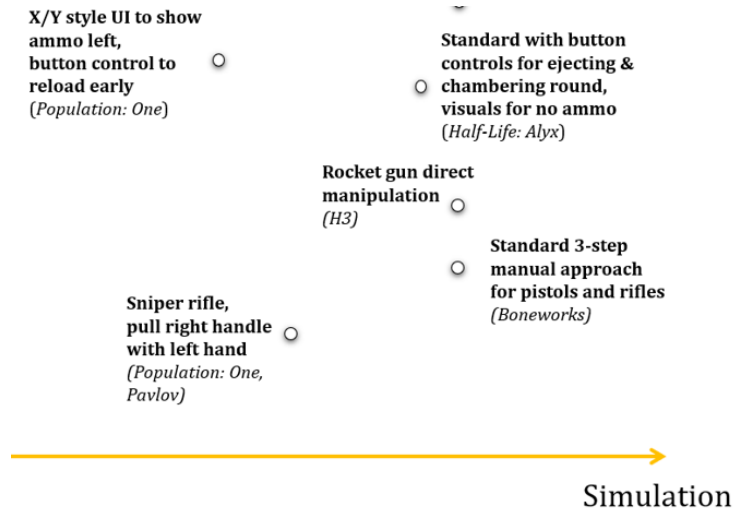 X/Y style UI to show
ammo left,
button control to
reload early
(Population: One)
Standard with button
controls for ejecting &
chambering round,
visuals for no ammo
(Half-Life: Alyx)
Rocket gun direct
manipulation
(H3)
Standard 3-step
manual approach
for pistols and rifles
(Boneworks)
Sniper rifle,
pull right handle
with left hand
(Population: One,
Pavlov)
Simulation